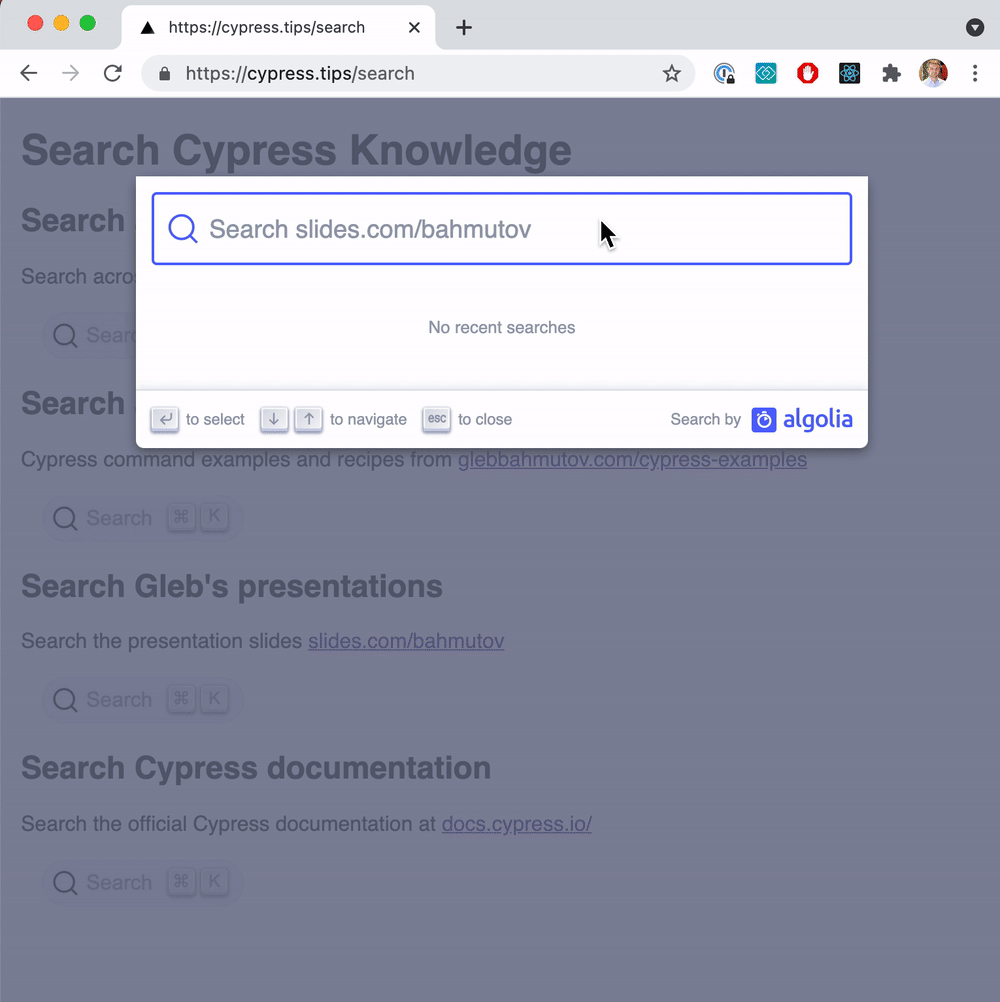 https://cypress.tips/search
https://cypress.tips/search
Search Cypress Knowledge
Search
Search acro
Sear
Search slides.com/bahmutov
No recent searches
to select to navigate esc to close Search by algolia
Search
Cypress command examples and recipes from glebbahmutov.com/cypress-examples
Search ⌘ K
Search Gleb's presentations
Search the presentation slides slides.com/bahmutov
Search ⌘ K
Search Cypress documentation
Search the official Cypress documentation at docs.cypress.io/
Search ⌘ K